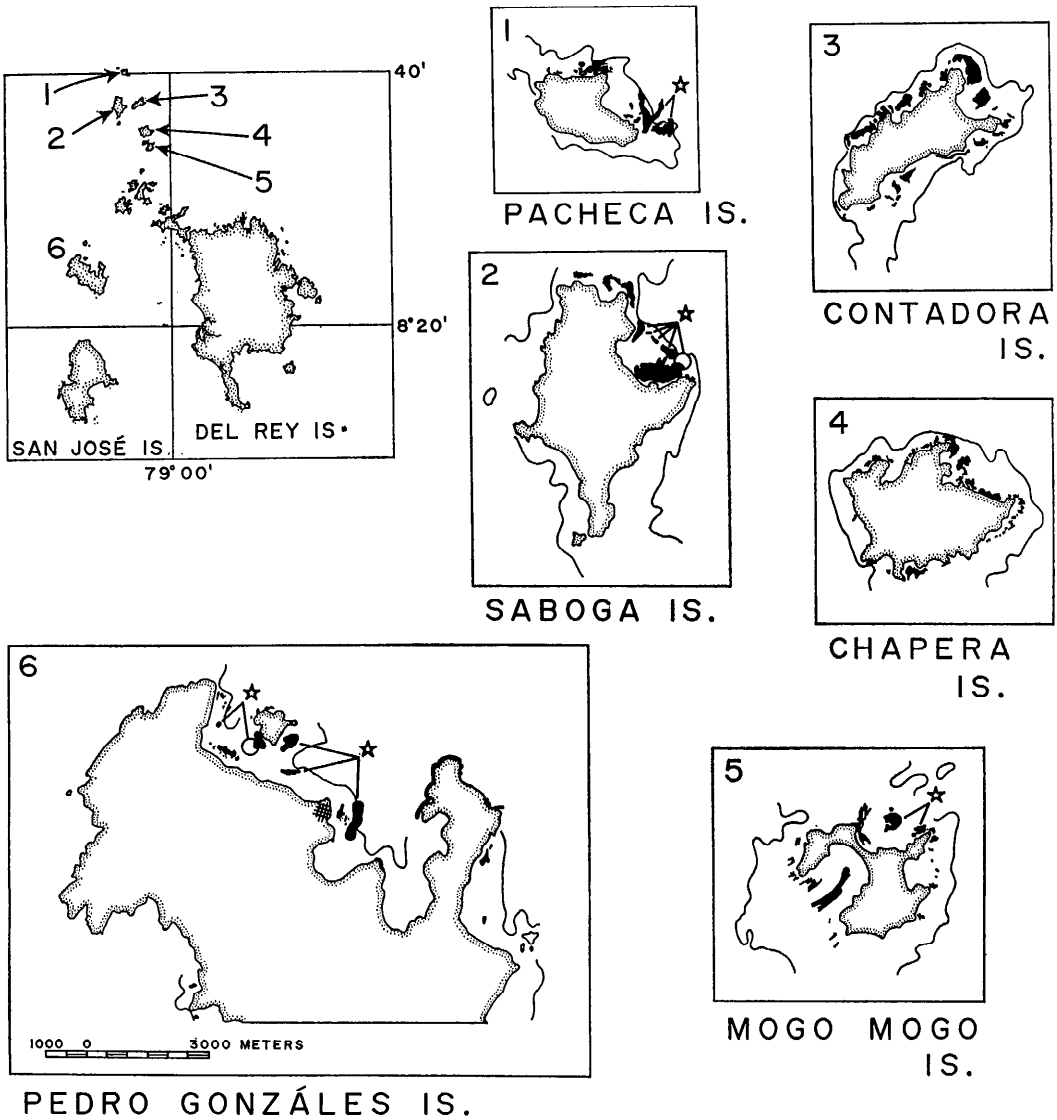 1
2
3
4
5
6
40'
8°20'
SAN JOSÉ IS.
DEL REY IS.
79°00'
1
PACHECA IS.
2
SABOGA IS.
3
CONTADORA
IS.
4
CHAPERA
IS.
5
MOGO MOGO
IS.
6
1000 0 3000 METERS
PEDRO GONZÁLES IS.